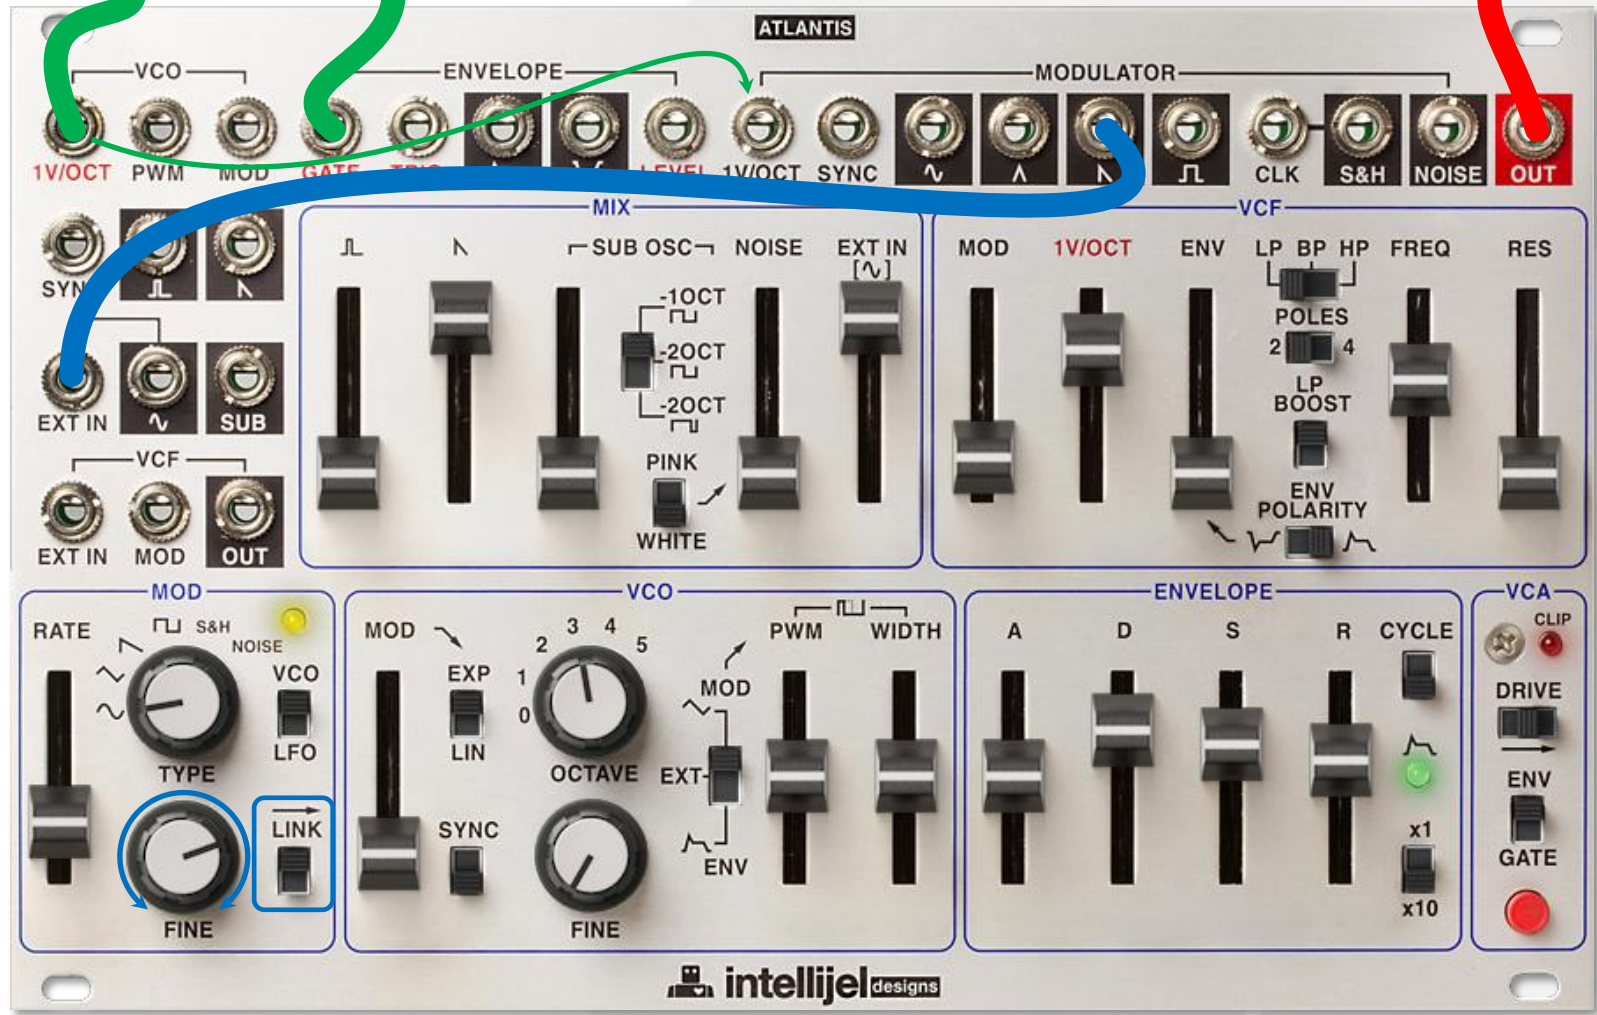 ATLANTIS
VCO ENVELOPE MODULATOR
1V/OCT PWM MOD GATE TRIG LEVEL 1V/OCT SYNC CLK S&H NOISE OUT
MIX VCF
SUB OSC NOISE EXT IN MOD 1V/OCT ENV LP BP HP FREQ RES
SYN
-1OCT
POLES
2 4
-2OCT
LP
BOOST
-2OCT
EXT IN SUB
VCF
PINK
ENV
POLARITY
WHITE
EXT IN MOD OUT
MOD VCO ENVELOPE VCA
RATE S&H NOISE MOD 0 1 2 3 4 5 PWM WIDTH A D S R CYCLE CLIP
VCO EXP MOD DRIVE
LFO LIN
TYPE OCTAVE EXT ENV
LINK SYNC x1
ENV GATE
x10
FINE FINE
intellijel designs